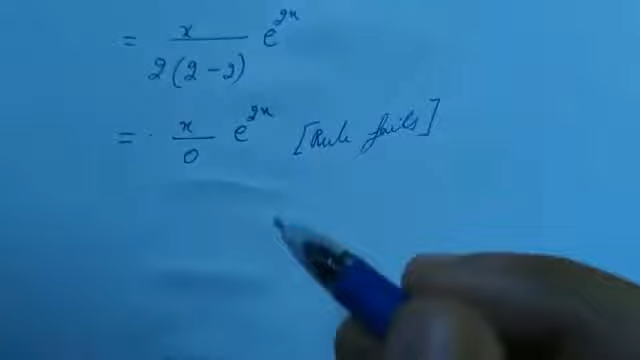 = x / 2(2-2) e^{2x}
= x / 0 e^{2x} [Rule fails]